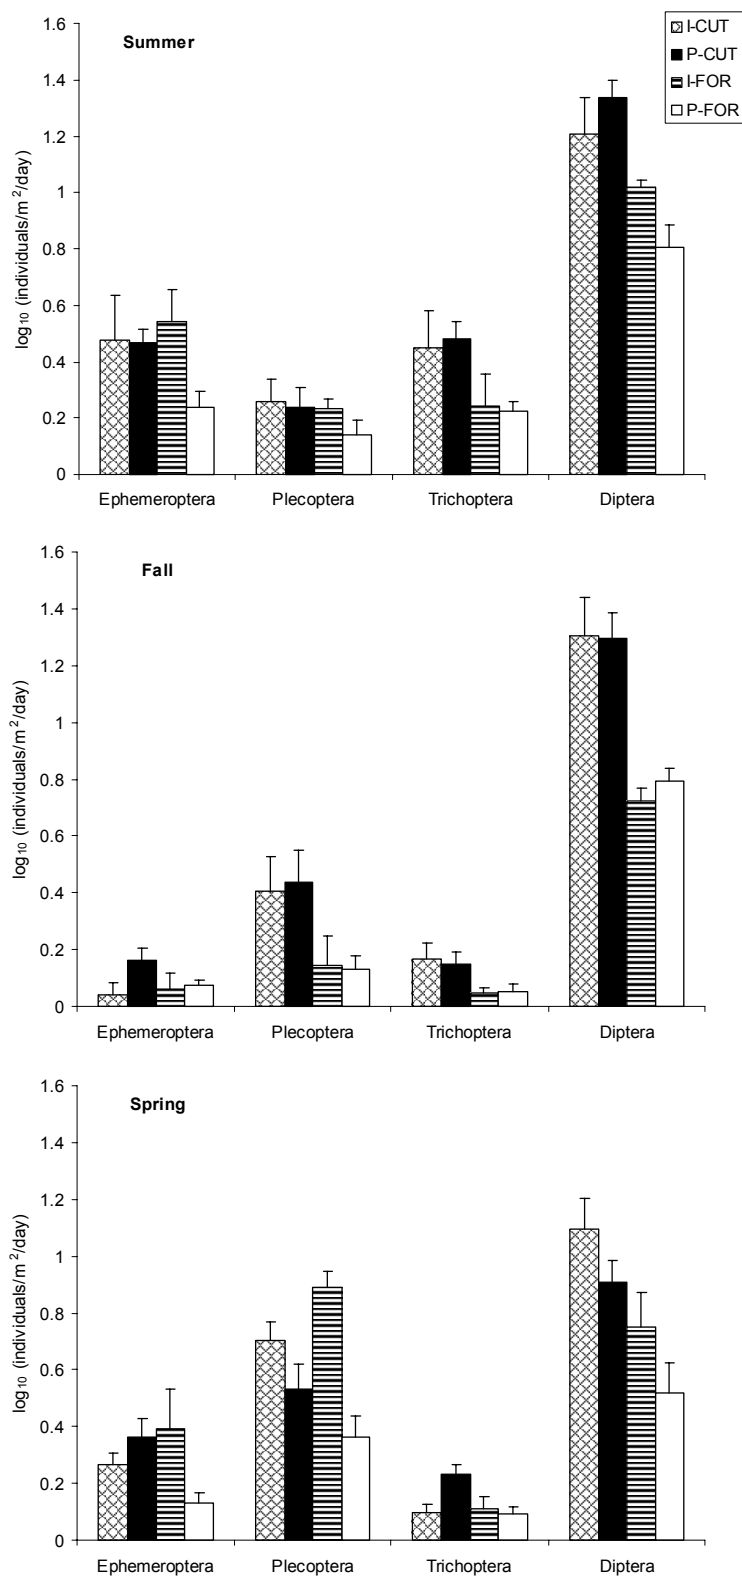 Summer
I-CUT
P-CUT
I-FOR
P-FOR
log10 (individuals/m2/day)
1.6
1.4
1.2
1
0.8
0.6
0.4
0.2
0
Ephemeroptera Plecoptera Trichoptera Diptera
Fall
log10 (individuals/m2/day)
1.6
1.4
1.2
1
0.8
0.6
0.4
0.2
0
Ephemeroptera Plecoptera Trichoptera Diptera
Spring
log10 (individuals/m2/day)
1.6
1.4
1.2
1
0.8
0.6
0.4
0.2
0
Ephemeroptera Plecoptera Trichoptera Diptera